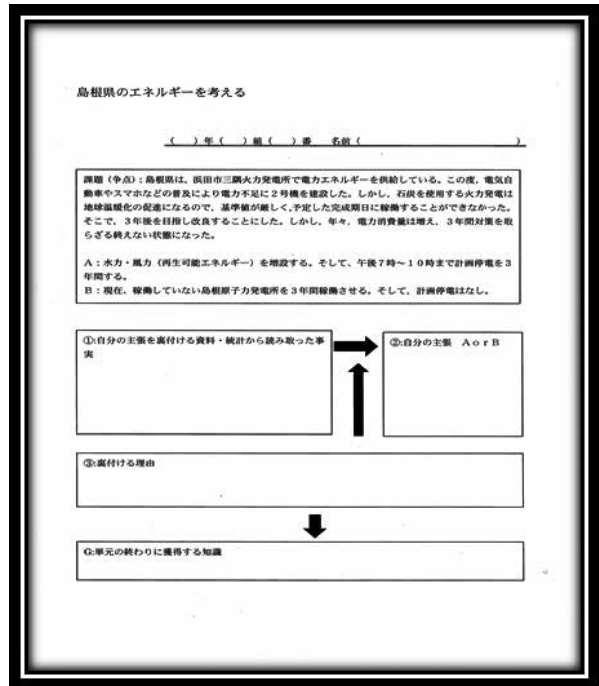 島根県のエネルギーを考える
(　)年(　)組(　)番　名前(　　　)
課題(争点):島根県は、浜田市三隅火力発電所で電力エネルギーを供給している。この度、電気自
動車やスマホなどの普及により電力不足に2号機を建設した。しかし、石炭を使用する火力発電は
地球温暖化の促進になるので、基準値が厳しく、予定した完成期日に稼働することができなかった。
そこで、3年後を目指し改良することにした。しかし、年々、電力消費量は増え、3年間対策を取
らざる終えない状態になった。
A:水力・風力(再生可能エネルギー)を増設する。そして、午後7時~10時まで計画停電を3
年間する。
B:現在、稼働していない島根原子力発電所を3年間稼働させる。そして、計画停電はなし。
①:自分の主張を裏付ける資料・統計から読み取った事
実
②:自分の主張　AorB
③:裏付ける理由
G:単元の終わりに獲得する知識